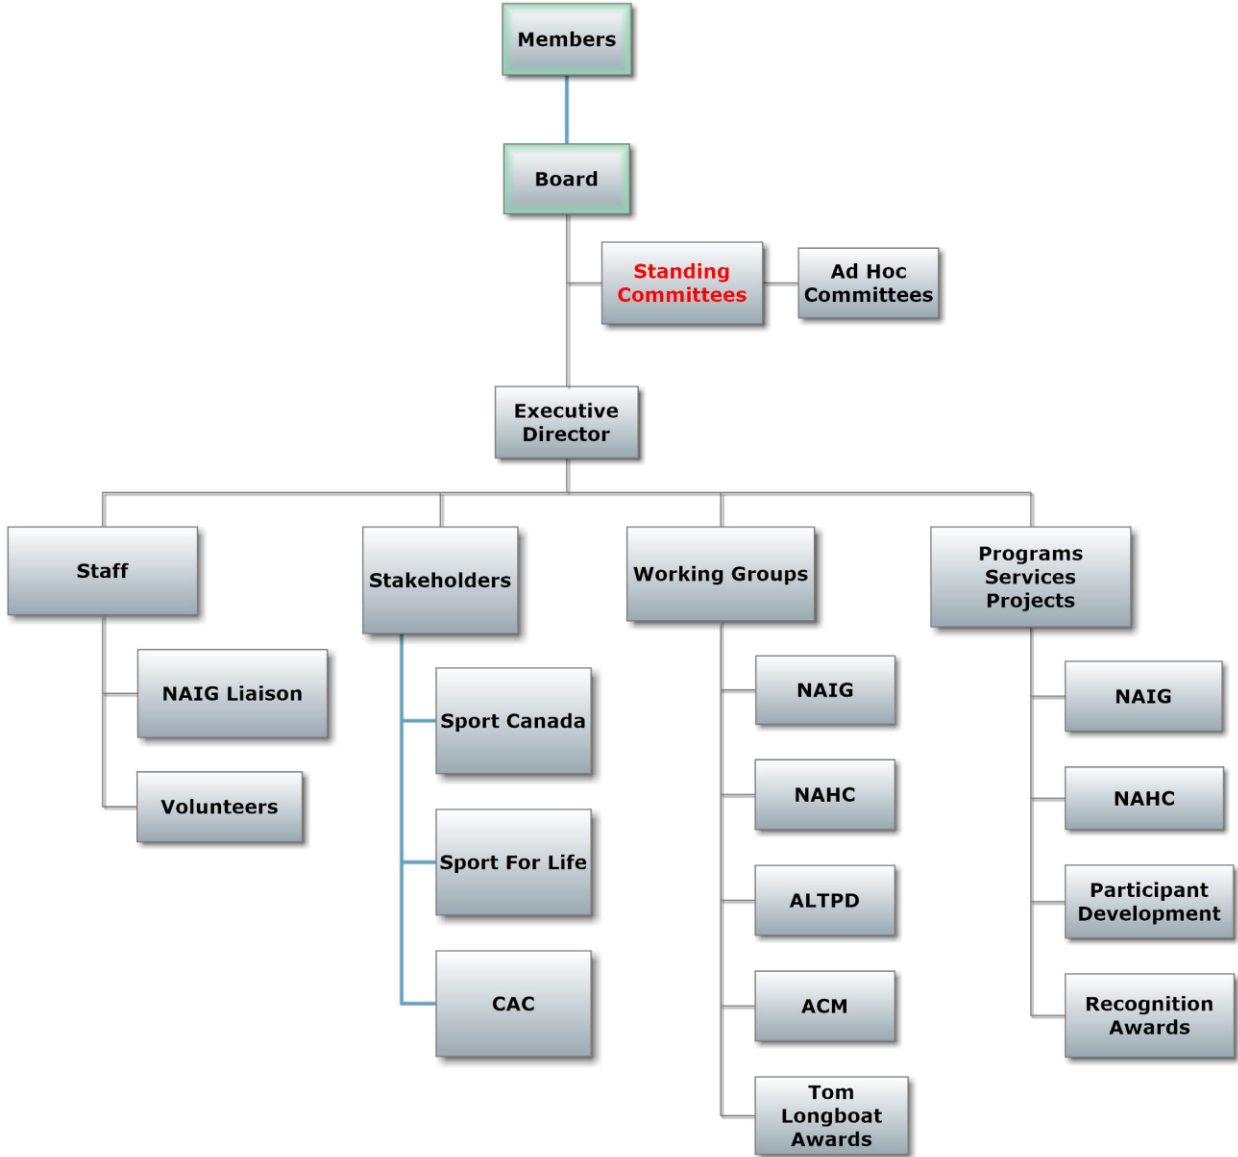 Members
Board
Standing
Committees
Ad Hoc
Committees
Executive
Director
Staff
NAIG Liaison
Volunteers
Stakeholders
Sport Canada
Sport For Life
CAC
Working Groups
NAIG
NAHC
ALTPD
ACM
Tom
Longboat
Awards
Programs
Services
Projects
NAIG
NAHC
Participant
Development
Recognition
Awards